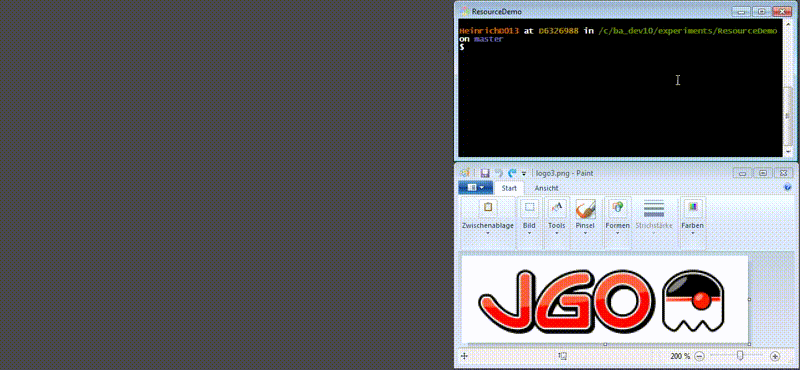 ResourceDemo
HeinrichDO13 at D6326988 in /c/ba_dev10/experiments/ResourceDemo
on master
$
logo3.png - Paint
Start Ansicht
Zwischenablage Bild Tools Pinsel Formen Strichstärke Farben
JGO
200 %